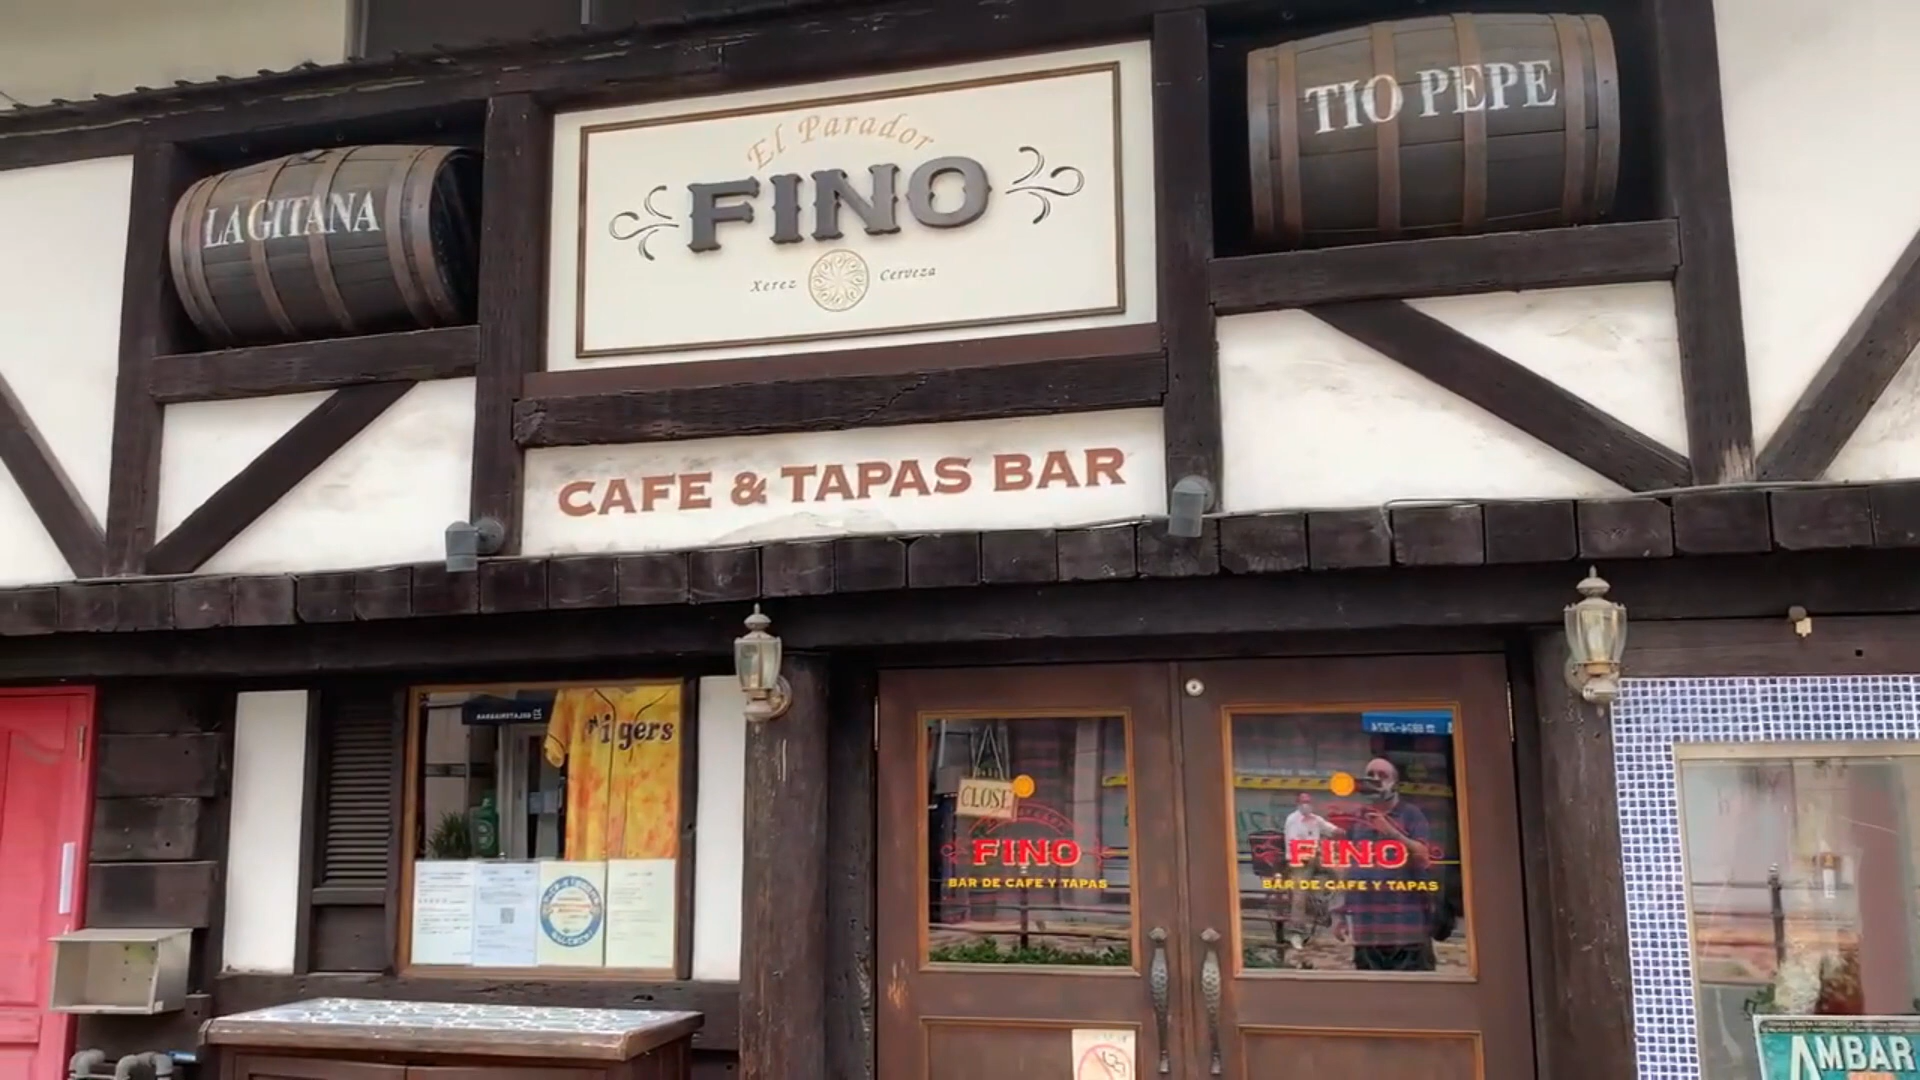 LA GITANA
El Parador
FINO
Xerez Cerveza
TIO PEPE
CAFE & TAPAS BAR
Tigers
CLOSE
FINO
BAR DE CAFE Y TAPAS
FINO
BAR DE CAFE Y TAPAS
AMBAR